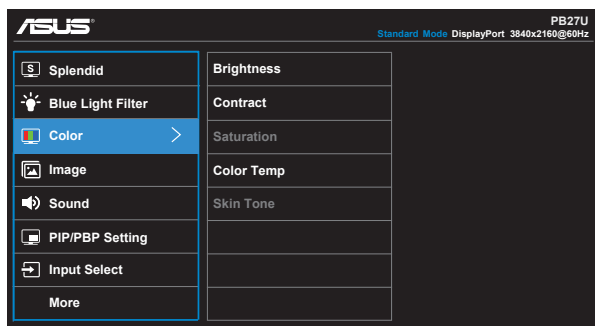 ASUS
PB27U
Standard Mode DisplayPort 3840x2160@60Hz
S Splendid
Brightness
Blue Light Filter
Contract
Color
Saturation
Image
Color Temp
Sound
Skin Tone
PIP/PBP Setting
Input Select
More